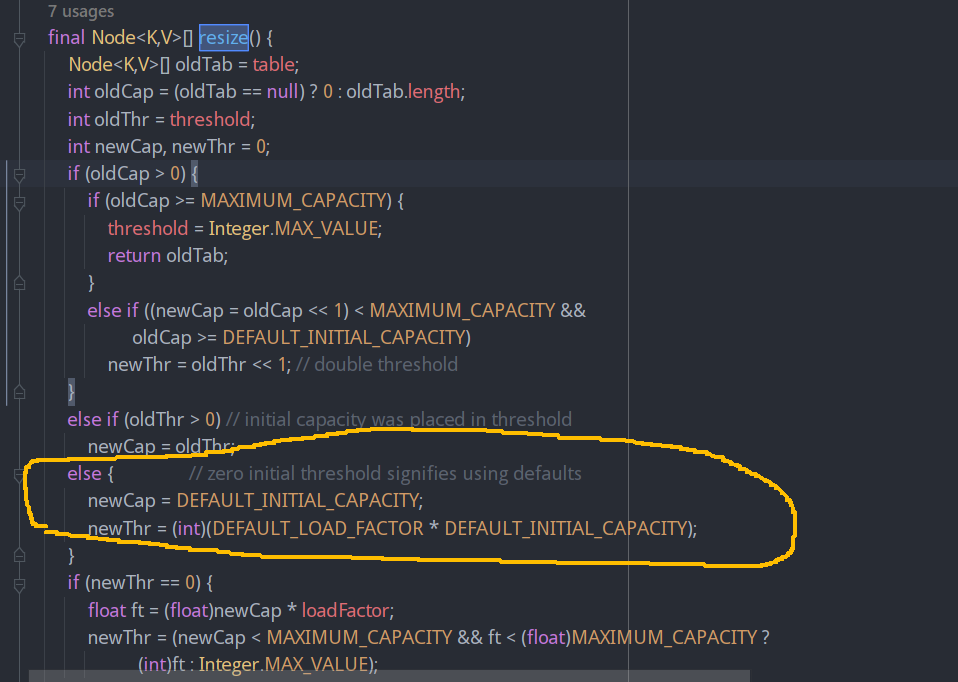 7 usages
final Node<K,V>[] resize() {
Node<K,V>[] oldTab = table;
int oldCap = (oldTab == null) ? 0 : oldTab.length;
int oldThr = threshold;
int newCap, newThr = 0;
if (oldCap > 0) {
if (oldCap >= MAXIMUM_CAPACITY) {
threshold = Integer.MAX_VALUE;
return oldTab;
}
else if ((newCap = oldCap << 1) < MAXIMUM_CAPACITY &&
oldCap >= DEFAULT_INITIAL_CAPACITY)
newThr = oldThr << 1; // double threshold
}
else if (oldThr > 0) // initial capacity was placed in threshold
newCap = oldThr;
else { // zero initial threshold signifies using defaults
newCap = DEFAULT_INITIAL_CAPACITY;
newThr = (int)(DEFAULT_LOAD_FACTOR * DEFAULT_INITIAL_CAPACITY);
}
if (newThr == 0) {
float ft = (float)newCap * loadFactor;
newThr = (newCap < MAXIMUM_CAPACITY && ft < (float)MAXIMUM_CAPACITY ?
(int)ft : Integer.MAX_VALUE);